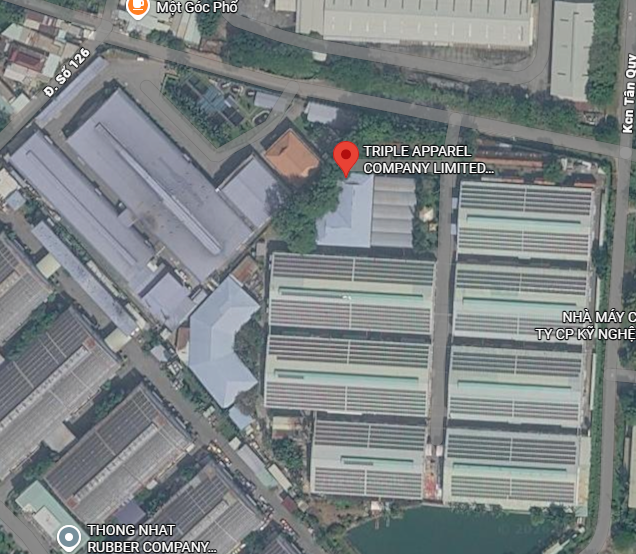 Một Góc Phố
Đ. Số 126
Kcn Tân Quy
TRIPLE APPAREL
COMPANY LIMITED...
NHÀ MÁY C
TY CP KỸ NGHỆ
THONG NHAT
RUBBER COMPANY...